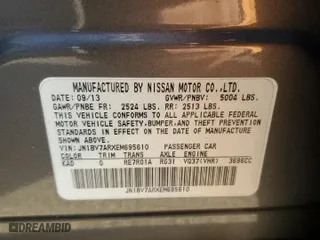 MANUFACTURED BY NISSAN MOTOR CO.,LTD.
DATE: 09/13 GVWR/PNBV: 5004 LBS.
GAWR/PNBE FR: 2524 LBS. RR: 2513 LBS.
THIS VEHICLE CONFORMS TO ALL APPLICABLE
FEDERAL MOTOR VEHICLE
SAFETY-BUMPER, AND THEFT PREVENTION
STANDARDS IN EFFECT ON THE DATE OF MANUFACTURE
SHOWN ABOVE.
VIN: JN1BV7ARXEM695610 PASSENGER CAR
COLOR TRIM TRANS AXLE ENGINE
KAD G RE7R01A R031 VQ37(VHR) 3696CC
JN1BV7ARXEM695610